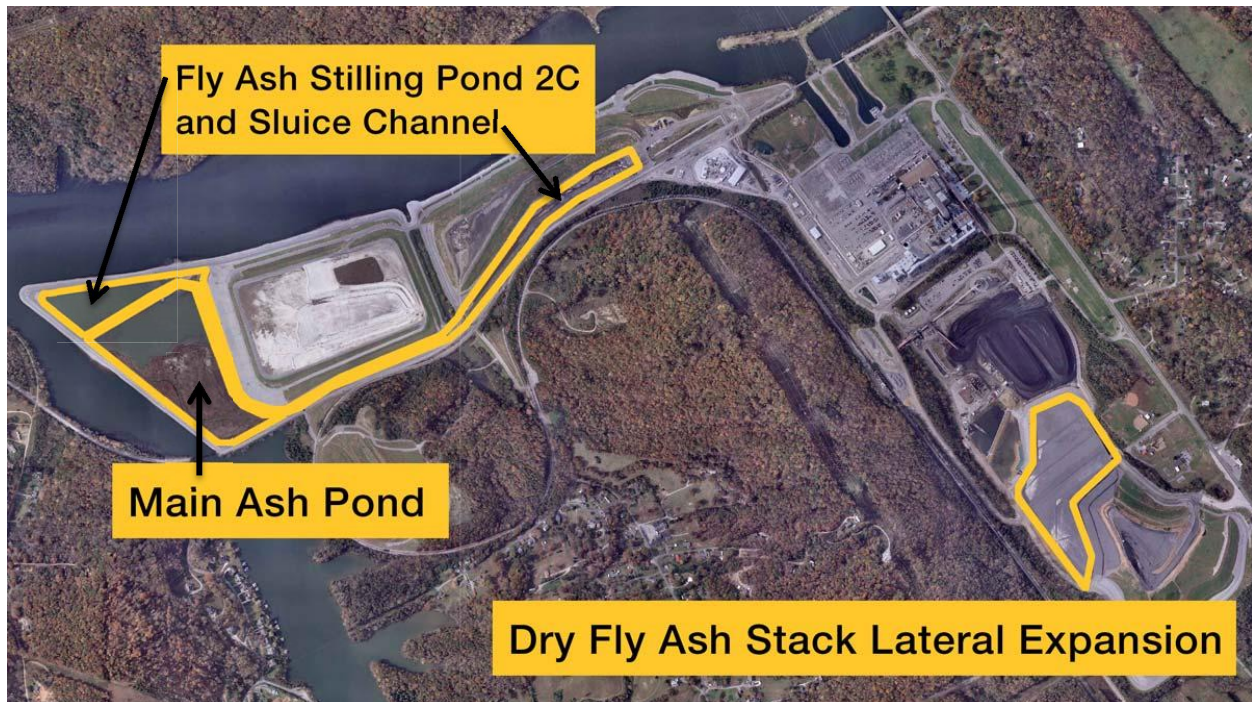 Fly Ash Stilling Pond 2C
and Sluice Channel
Main Ash Pond
Dry Fly Ash Stack Lateral Expansion